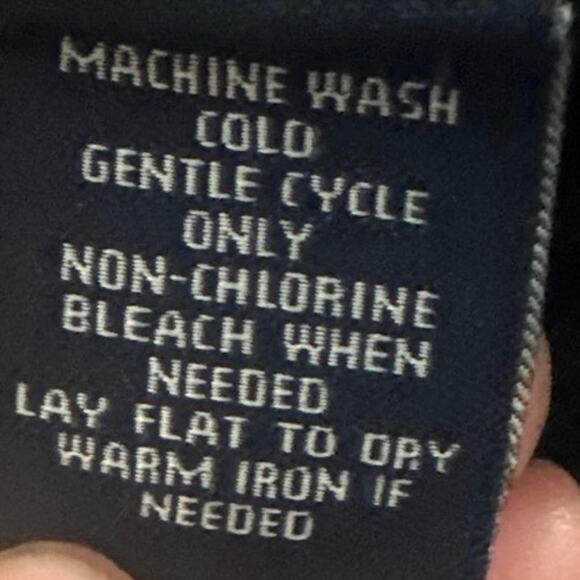 MACHINE WASH
COLD
GENTLE CYCLE
ONLY
NON-CHLORINE
BLEACH WHEN
NEEDED
LAY FLAT TO DRY
WARM IRON IF
NEEDED